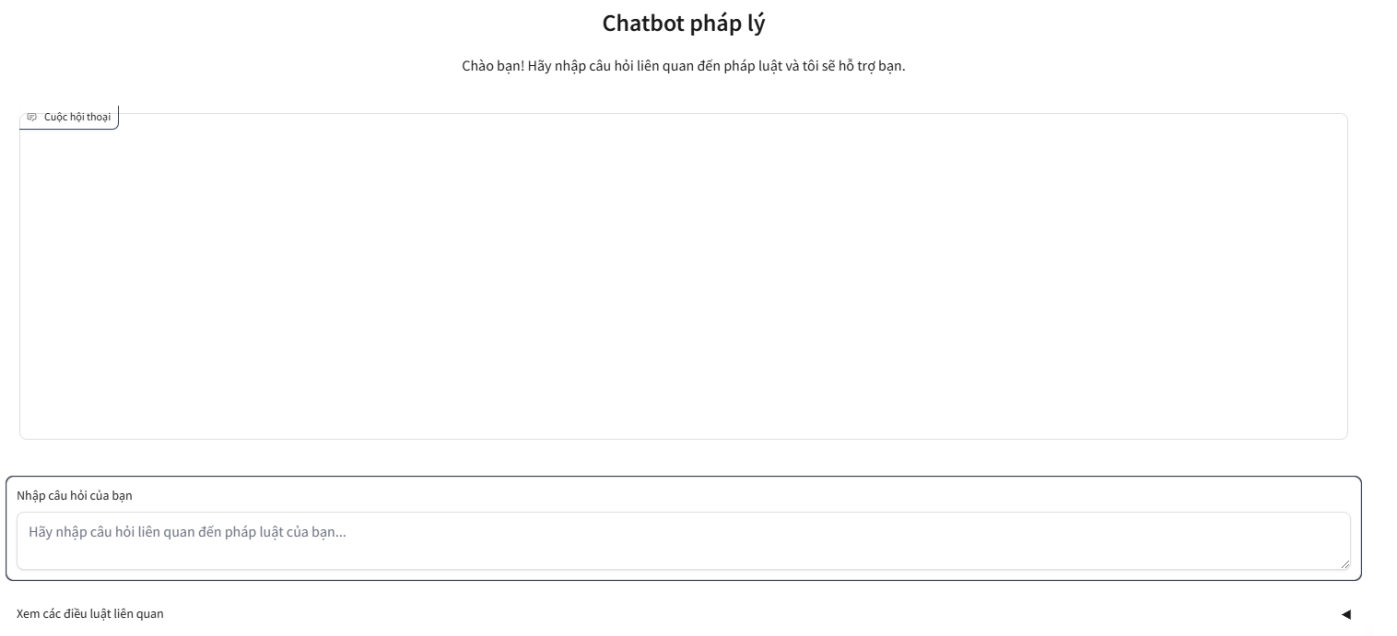 Chatbot pháp lý
Chào bạn! Hãy nhập câu hỏi liên quan đến pháp luật và tôi sẽ hỗ trợ bạn.
Cuộc hội thoại
Nhập câu hỏi của bạn
Hãy nhập câu hỏi liên quan đến pháp luật của bạn...
Xem các điều luật liên quan